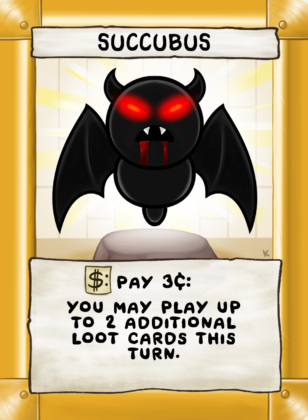 SUCCUBUS
$: PAY 3¢:
YOU MAY PLAY UP
TO 2 ADDITIONAL
LOOT CARDS THIS
TURN.